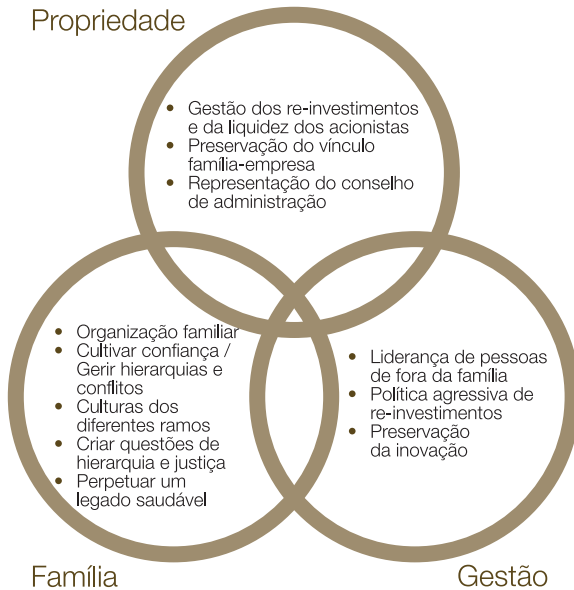 Propriedade
• Gestão dos re-investimentos
e da liquidez dos acionistas
• Preservação do vínculo
família-empresa
• Representação do conselho
de administração
• Organização familiar
• Cultivar confiança /
Gerir hierarquias e
conflitos
• Culturas dos
diferentes ramos
• Criar questões de
hierarquia e justiça
• Perpetuar um
legado saudável
• Liderança de pessoas
de fora da família
• Política agressiva de
re-investimentos
• Preservação
da inovação
Família
Gestão